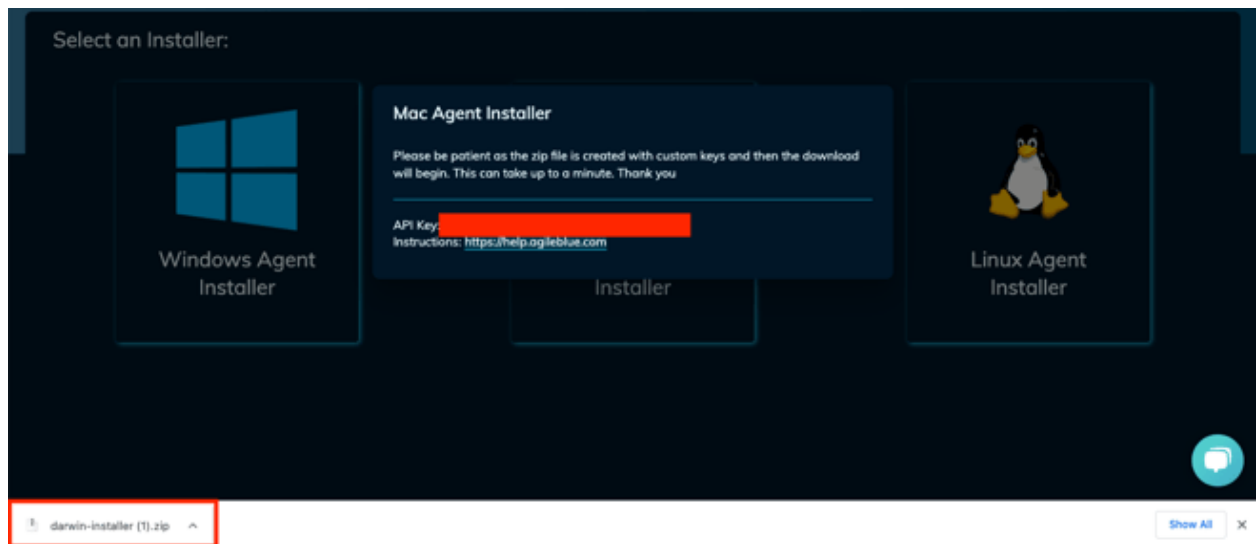 Select an Installer:
Mac Agent Installer
Please be patient as the zip file is created with custom keys and then the download
will begin. This can take up to a minute. Thank you
API Key:
Instructions: https://help.agileblue.com
Windows Agent
Installer
Installer
Linux Agent
Installer
darwin-installer (1).zip
Show All